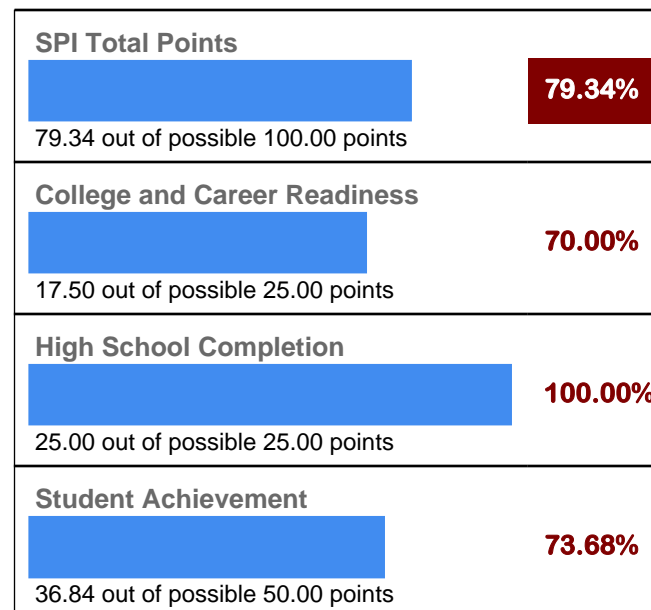 SPI Total Points
79.34%
79.34 out of possible 100.00 points
College and Career Readiness
70.00%
17.50 out of possible 25.00 points
High School Completion
100.00%
25.00 out of possible 25.00 points
Student Achievement
73.68%
36.84 out of possible 50.00 points